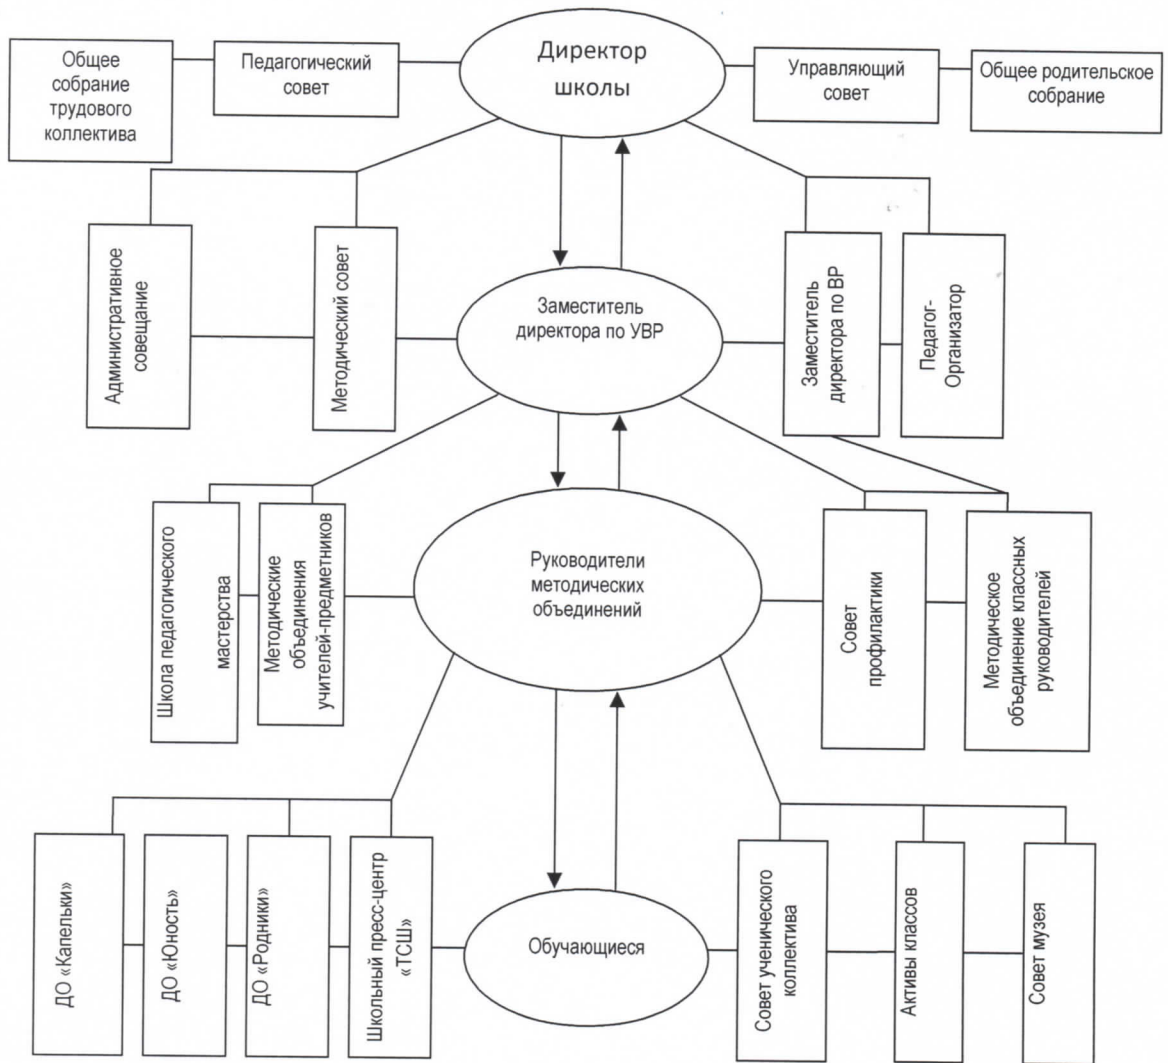 Общее
собрание
трудового
коллектива
Педагогический
совет
Директор
школы
Управляющий
совет
Общее родительское
собрание
Административное
совещание
Методический совет
Заместитель
директора по УВР
Заместитель
директора по ВР
Педагог-
Организатор
Школа педагогического
мастерства
Методические
объединения
учителей-предметников
Руководители
методических
объединений
Совет
профилактики
Методическое
объединение классных
руководителей
ДО «Капельки»
ДО «Юность»
ДО «Родники»
Школьный пресс-центр
«ТСШ»
Обучающиеся
Совет ученического
коллектива
Активы классов
Совет музея